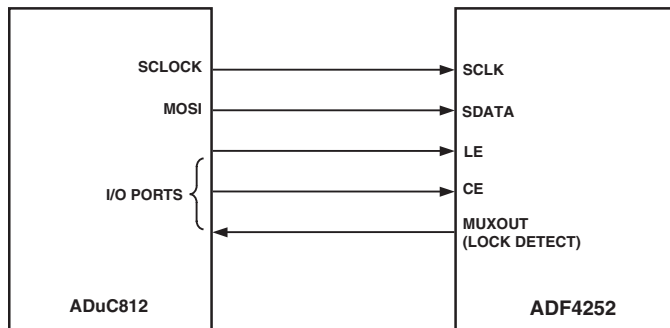 SCLOCK
SCLK
MOSI
SDATA
LE
I/O PORTS
CE
MUXOUT
(LOCK DETECT)
ADuC812
ADF4252